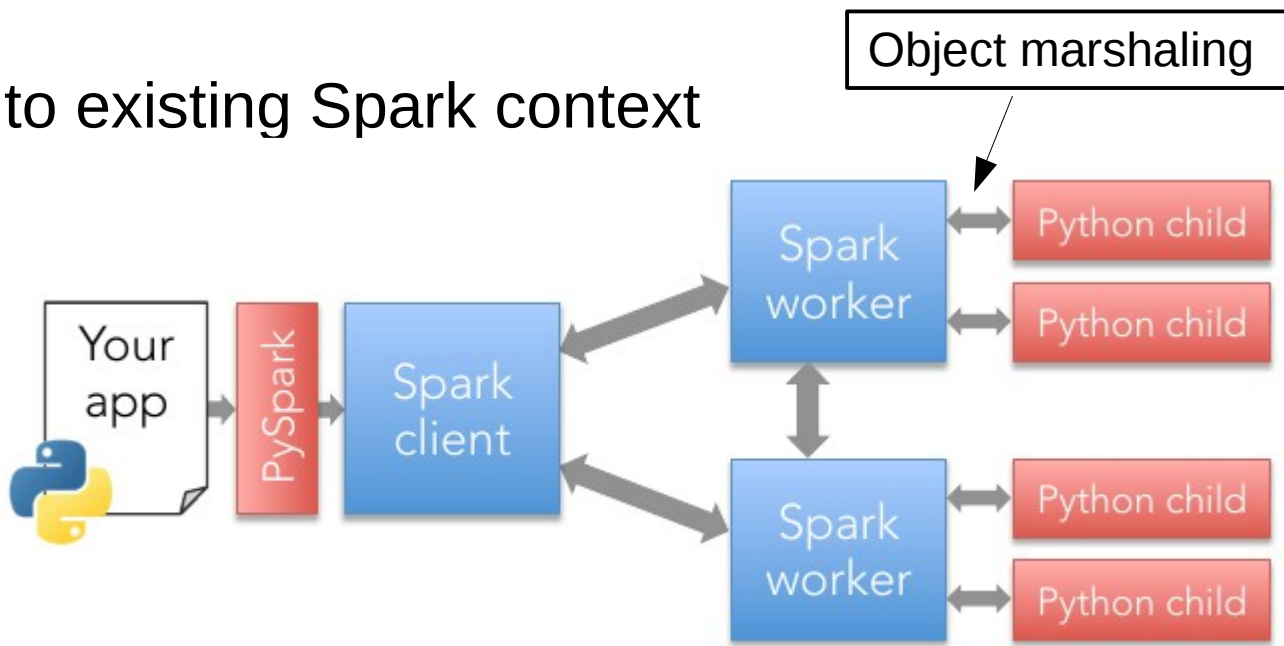 Object marshaling
to existing Spark context
Your
app
PySpark
Spark
client
Spark
worker
Python child
Python child
Spark
worker
Python child
Python child